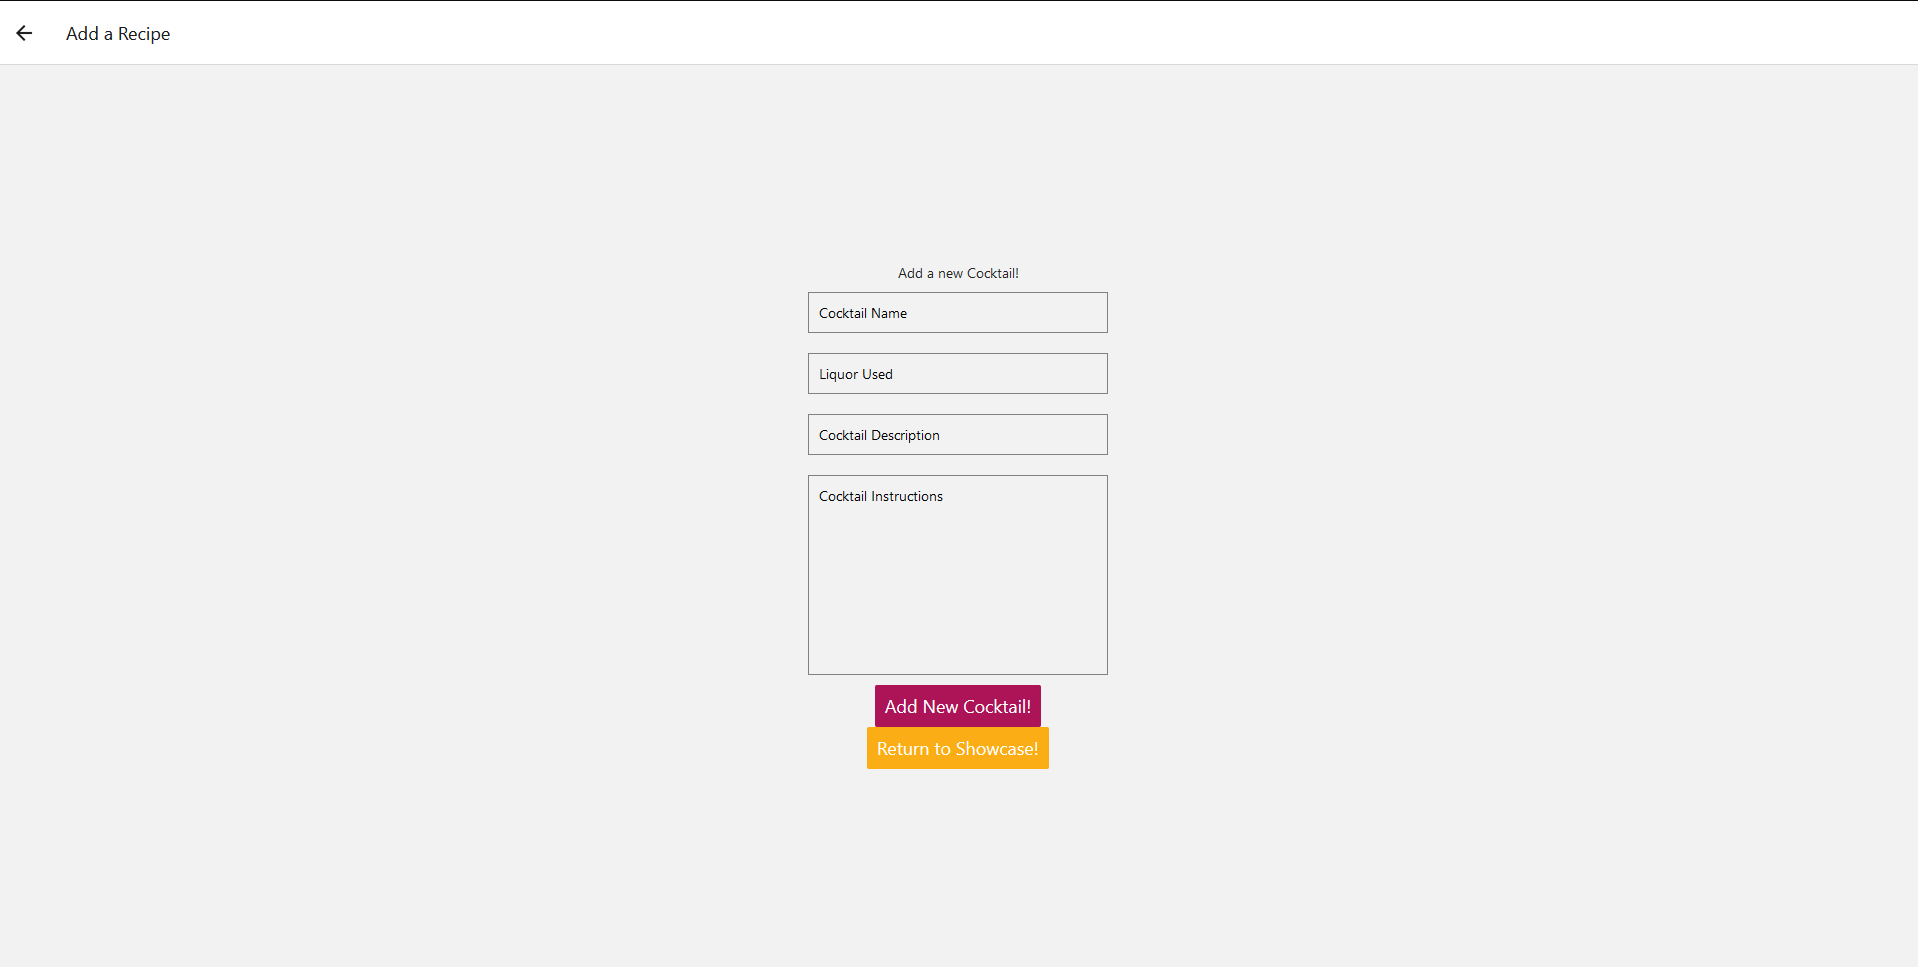 Add a Recipe
Add a new Cocktail!
Cocktail Name
Liquor Used
Cocktail Description
Cocktail Instructions
Add New Cocktail!
Return to Showcase!